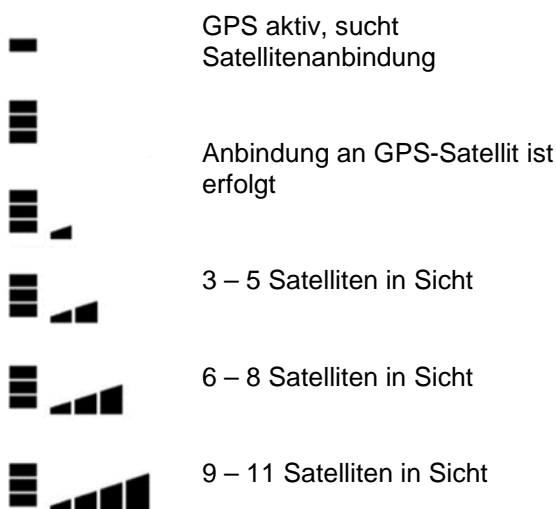 GPS aktiv, sucht
Satellitenanbindung
Anbindung an GPS-Satellit ist
erfolgt
3 – 5 Satelliten in Sicht
6 – 8 Satelliten in Sicht
9 – 11 Satelliten in Sicht